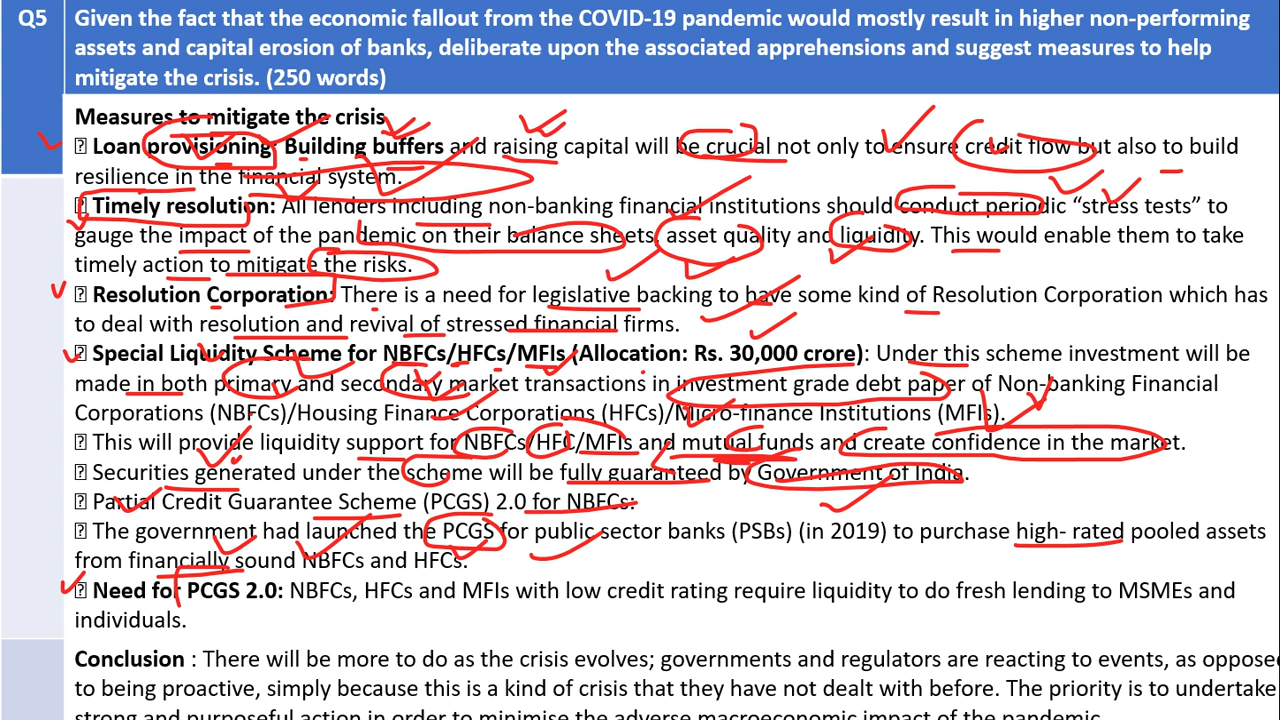 Q5
Given the fact that the economic fallout from the COVID-19 pandemic would mostly result in higher non-performing
assets and capital erosion of banks, deliberate upon the associated apprehensions and suggest measures to help
mitigate the crisis. (250 words)
Measures to mitigate the crisis
Loan provisioning: Building buffers and raising capital will be crucial not only to ensure credit flow but also to build
resilience in the financial system.
Timely resolution: All lenders including non-banking financial institutions should conduct periodic “stress tests” to
gauge the impact of the pandemic on their balance sheets, asset quality and liquidity. This would enable them to take
timely action to mitigate the risks.
Resolution Corporation: There is a need for legislative backing to have some kind of Resolution Corporation which has
to deal with resolution and revival of stressed financial firms.
Special Liquidity Scheme for NBFCs/HFCs/MFIs (Allocation: Rs. 30,000 crore): Under this scheme investment will be
made in both primary and secondary market transactions in investment grade debt paper of Non-banking Financial
Corporations (NBFCs)/Housing Finance Corporations (HFCs)/Micro-finance Institutions (MFIs).
This will provide liquidity support for NBFCs/HFC/MFIs and mutual funds and create confidence in the market.
Securities generated under the scheme will be fully guaranteed by Government of India.
Partial Credit Guarantee Scheme (PCGS) 2.0 for NBFCs:
The government had launched the PCGS for public sector banks (PSBs) (in 2019) to purchase high- rated pooled assets
from financially sound NBFCs and HFCs.
Need for PCGS 2.0: NBFCs, HFCs and MFIs with low credit rating require liquidity to do fresh lending to MSMEs and
individuals.
Conclusion : There will be more to do as the crisis evolves; governments and regulators are reacting to events, as oppose
to being proactive, simply because this is a kind of crisis that they have not dealt with before. The priority is to undertake
strong and purposeful action in order to minimise the adverse macroeconomic impact of the pandemic.